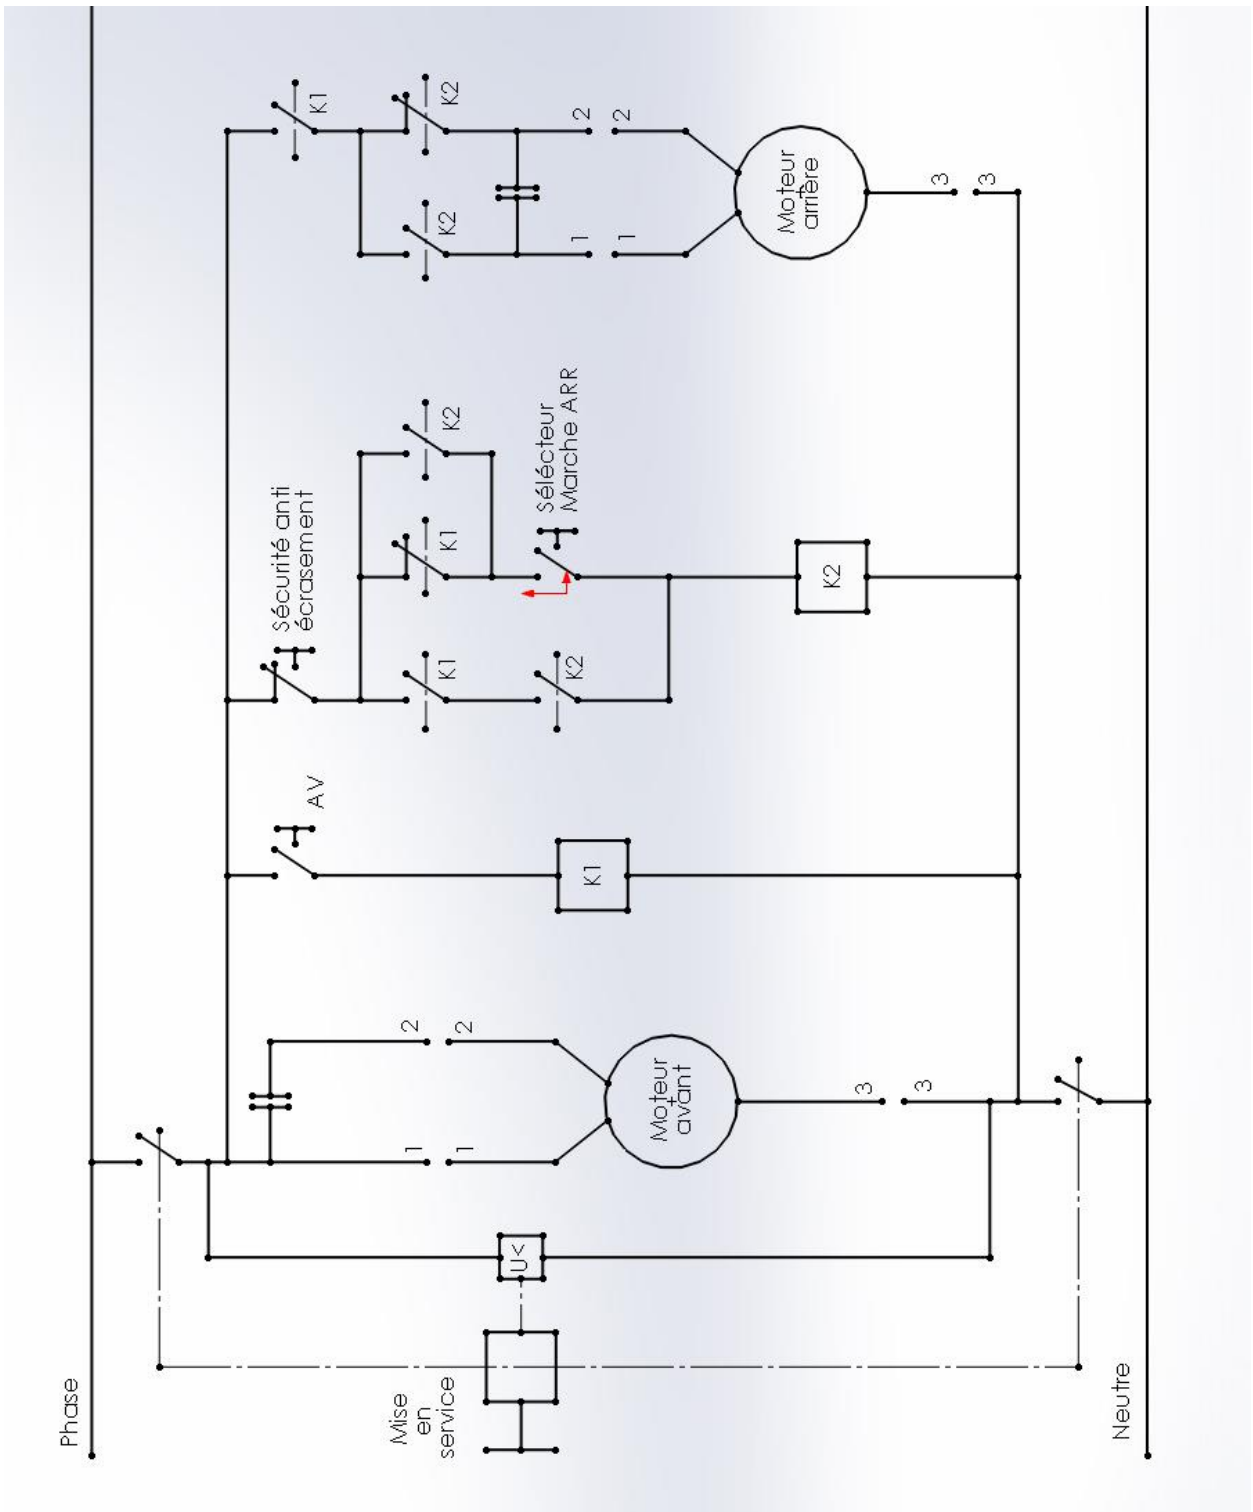 Phase
Mise
en
service
U<
1
1
2
2
Moteur
avant
3
3
AV
K1
Sécurité anti
écrasement
K1
K2
K1
K2
Sélécteur
Marche ARR
K2
K1
K2
K2
1
1
2
2
Moteur
arrière
3
3
Neutre